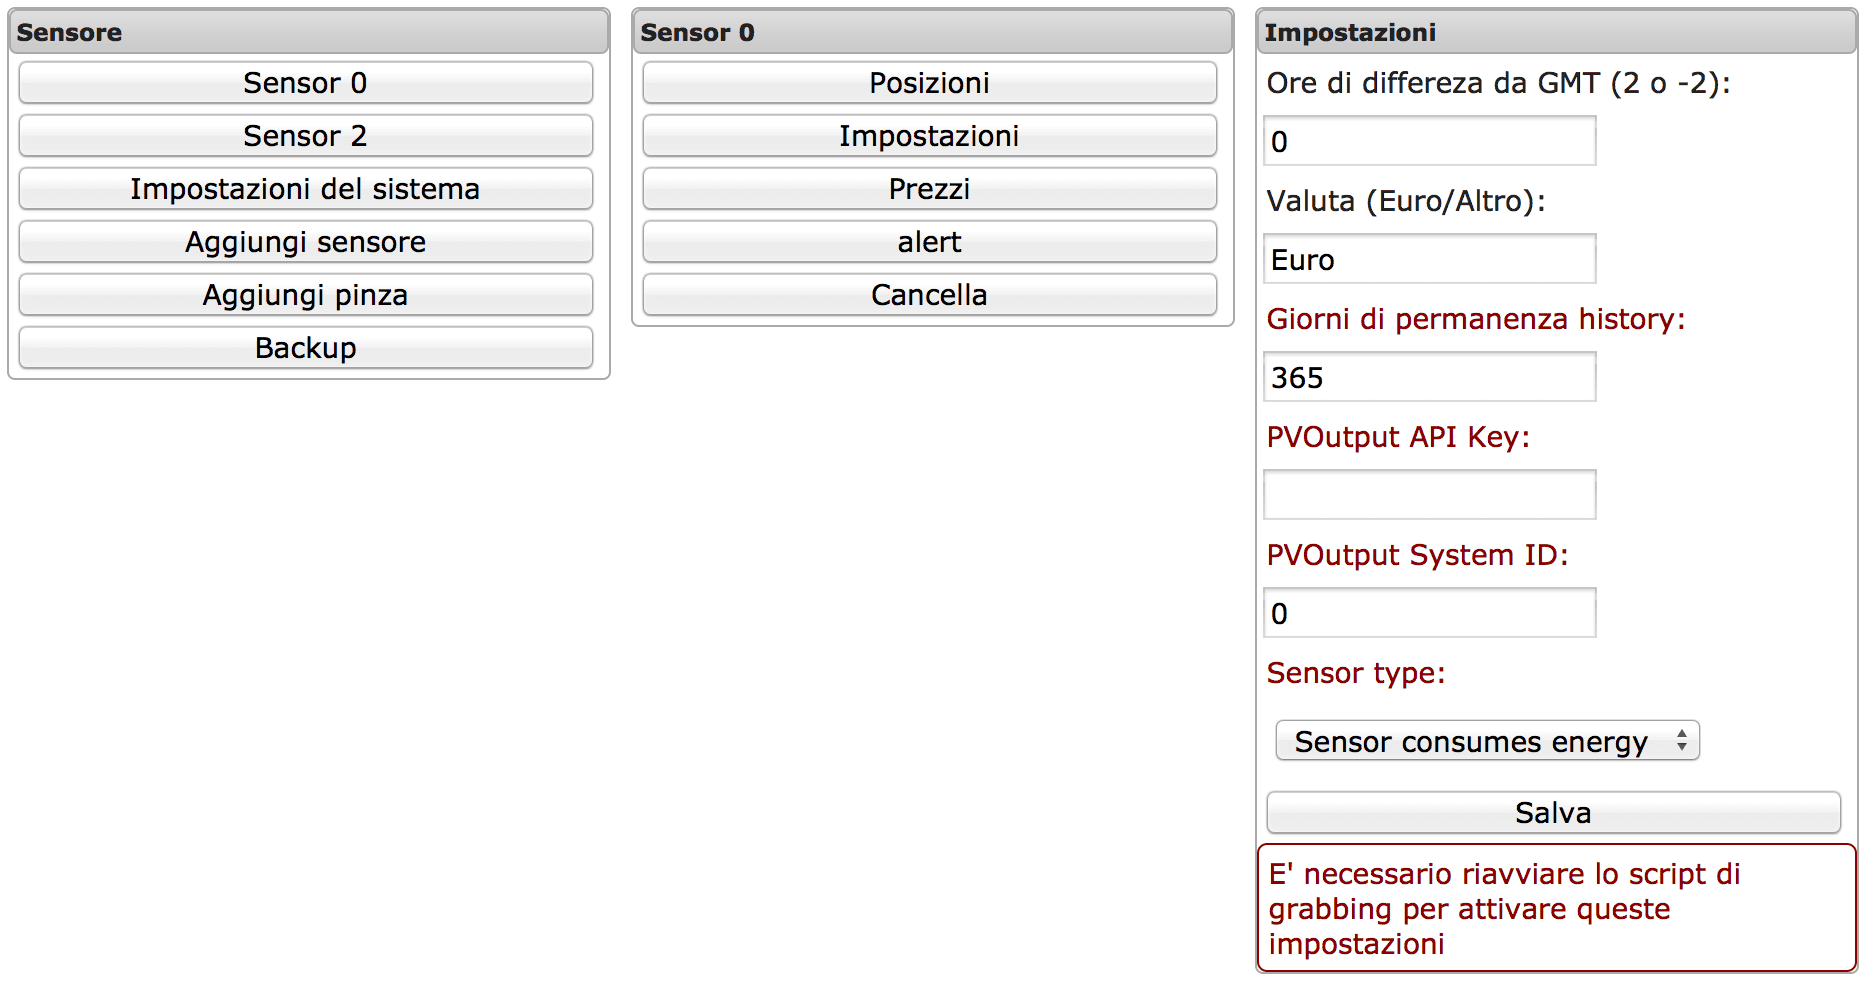 Sensore
Sensor 0
Sensor 2
Impostazioni del sistema
Aggiungi sensore
Aggiungi pinza
Backup
Sensor 0
Posizioni
Impostazioni
Prezzi
alert
Cancella
Impostazioni
Ore di differeza da GMT (2 o -2):
0
Valuta (Euro/Altro):
Euro
Giorni di permanenza history:
365
PVOutput API Key:
PVOutput System ID:
0
Sensor type:
Sensor consumes energy
Salva
E' necessario riavviare lo script di
grabbing per attivare queste
impostazioni